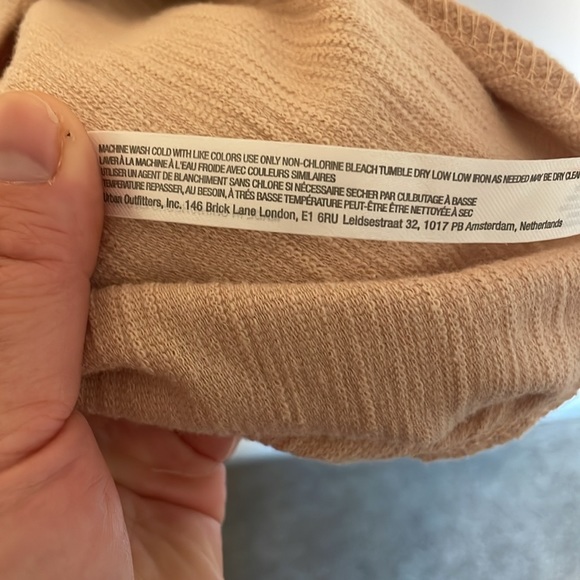 MACHINE WASH COLD WITH LIKE COLORS USE ONLY NON-CHLORINE BLEACH TUMBLE DRY LOW LOW IRON AS NEEDED MAY BE DRY CLEAN
LAVER À LA MACHINE À L'EAU FROIDE AVEC COULEURS SIMILAIRES
UTILISER UN AGENT DE BLANCHIMENT SANS CHLORE SI NÉCESSAIRE SECHER PAR CULBUTAGE À BASSE
TEMPÉRATURE REPASSER, AU BESOIN, À TRÉS BASSE TEMPÉRATURE PEUT-ÊTRE ÊTRE NETTOYÉE À SEC
Urban Outfitters, Inc. 146 Brick Lane London, E1 6RU Leidsestraat 32, 1017 PB Amsterdam, Netherlands